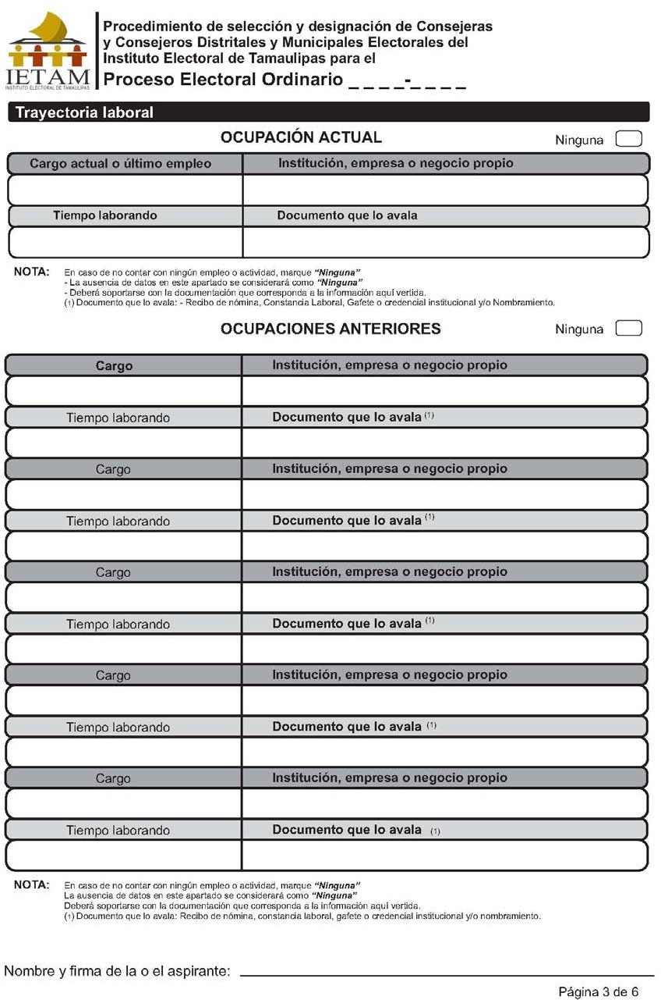 Procedimiento de selección y designación de Consejeras
y Consejeros Distritales y Municipales Electorales del
Instituto Electoral de Tamaulipas para el
Proceso Electoral Ordinario _ _ _ _-_ _ _ _
IETAM
INSTITUTO ELECTORAL DE TAMAULIPAS
Trayectoria laboral
OCUPACIÓN ACTUAL Ninguna
Cargo actual o último empleo Institución, empresa o negocio propio
Tiempo laborando Documento que lo avala
NOTA: En caso de no contar con ningún empleo o actividad, marque “Ninguna”
- La ausencia de datos en este apartado se considerará como “Ninguna”
- Deberá soportarse con la documentación que corresponda a la información aquí vertida.
(1) Documento que lo avala: - Recibo de nómina, Constancia Laboral, Gafete o credencial institucional y/o Nombramiento.
OCUPACIONES ANTERIORES Ninguna
Cargo Institución, empresa o negocio propio
Tiempo laborando Documento que lo avala (1)
Cargo Institución, empresa o negocio propio
Tiempo laborando Documento que lo avala (1)
Cargo Institución, empresa o negocio propio
Tiempo laborando Documento que lo avala (1)
Cargo Institución, empresa o negocio propio
Tiempo laborando Documento que lo avala (1)
Cargo Institución, empresa o negocio propio
Tiempo laborando Documento que lo avala (1)
NOTA: En caso de no contar con ningún empleo o actividad, marque “Ninguna”
La ausencia de datos en este apartado se considerará como “Ninguna”
Deberá soportarse con la documentación que corresponda a la información aquí vertida.
(1) Documento que lo avala: Recibo de nómina, constancia laboral, gafete o credencial institucional y/o nombramiento.
Nombre y firma de la o el aspirante:
Página 3 de 6